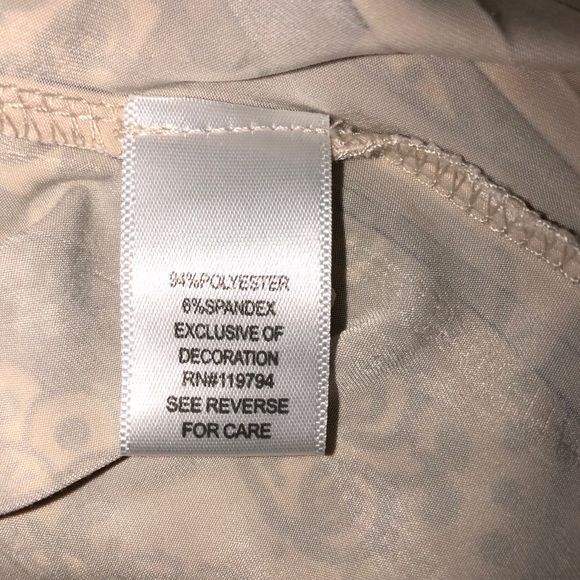 94%POLYESTER
6%SPANDEX
EXCLUSIVE OF
DECORATION
RN#119794
SEE REVERSE
FOR CARE